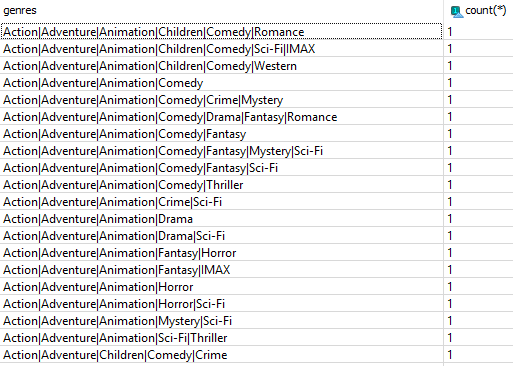 genres count(*)
Action|Adventure|Animation|Children|Comedy|Romance 1
Action|Adventure|Animation|Children|Comedy|Sci-Fi|IMAX 1
Action|Adventure|Animation|Children|Comedy|Western 1
Action|Adventure|Animation|Comedy 1
Action|Adventure|Animation|Comedy|Crime|Mystery 1
Action|Adventure|Animation|Comedy|Drama|Fantasy|Romance 1
Action|Adventure|Animation|Comedy|Fantasy 1
Action|Adventure|Animation|Comedy|Fantasy|Mystery|Sci-Fi 1
Action|Adventure|Animation|Comedy|Fantasy|Sci-Fi 1
Action|Adventure|Animation|Comedy|Thriller 1
Action|Adventure|Animation|Crime|Sci-Fi 1
Action|Adventure|Animation|Drama 1
Action|Adventure|Animation|Drama|Sci-Fi 1
Action|Adventure|Animation|Fantasy|Horror 1
Action|Adventure|Animation|Fantasy|IMAX 1
Action|Adventure|Animation|Horror 1
Action|Adventure|Animation|Horror|Sci-Fi 1
Action|Adventure|Animation|Mystery|Sci-Fi 1
Action|Adventure|Animation|Sci-Fi|Thriller 1
Action|Adventure|Children|Comedy|Crime 1